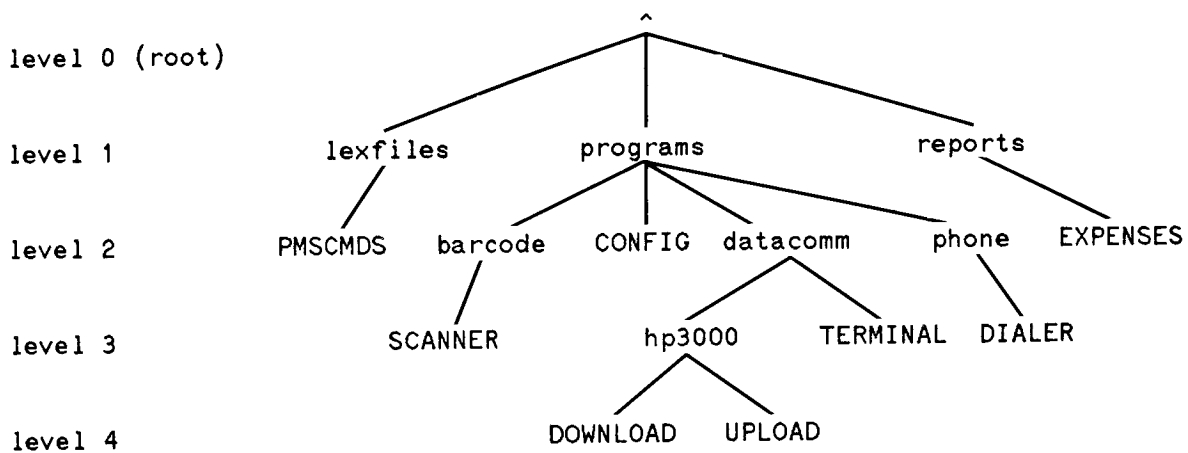 ^
level 0 (root)
level 1 lexfiles programs reports
level 2 PMSCMDS barcode CONFIG datacomm phone EXPENSES
level 3 SCANNER hp3000 TERMINAL DIALER
level 4 DOWNLOAD UPLOAD